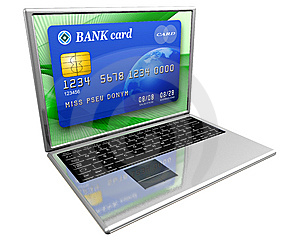 BANK card
CARD
1234 5678 1234 0000
MISS PSEU DONYM 08/08 08/28